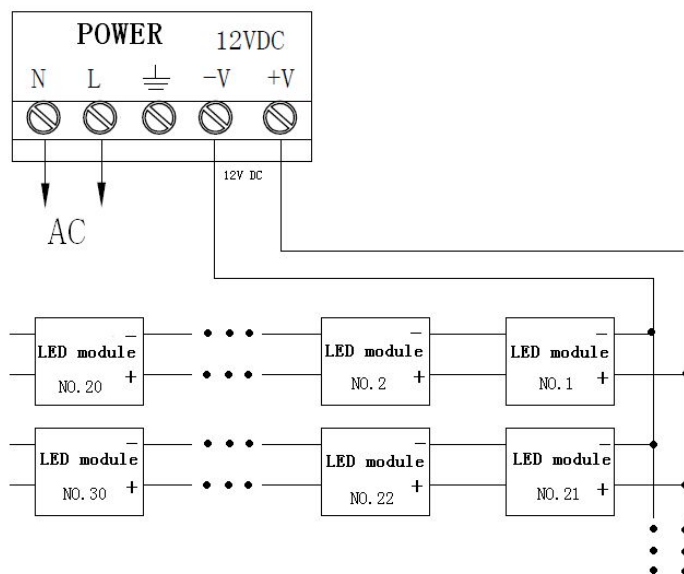 POWER 12VDC
N L -V +V
12V DC
AC
- - -
LED module LED module LED module
NO.20 + NO.2 + NO.1 +
- - -
LED module LED module LED module
NO.30 + NO.22 + NO.21 +